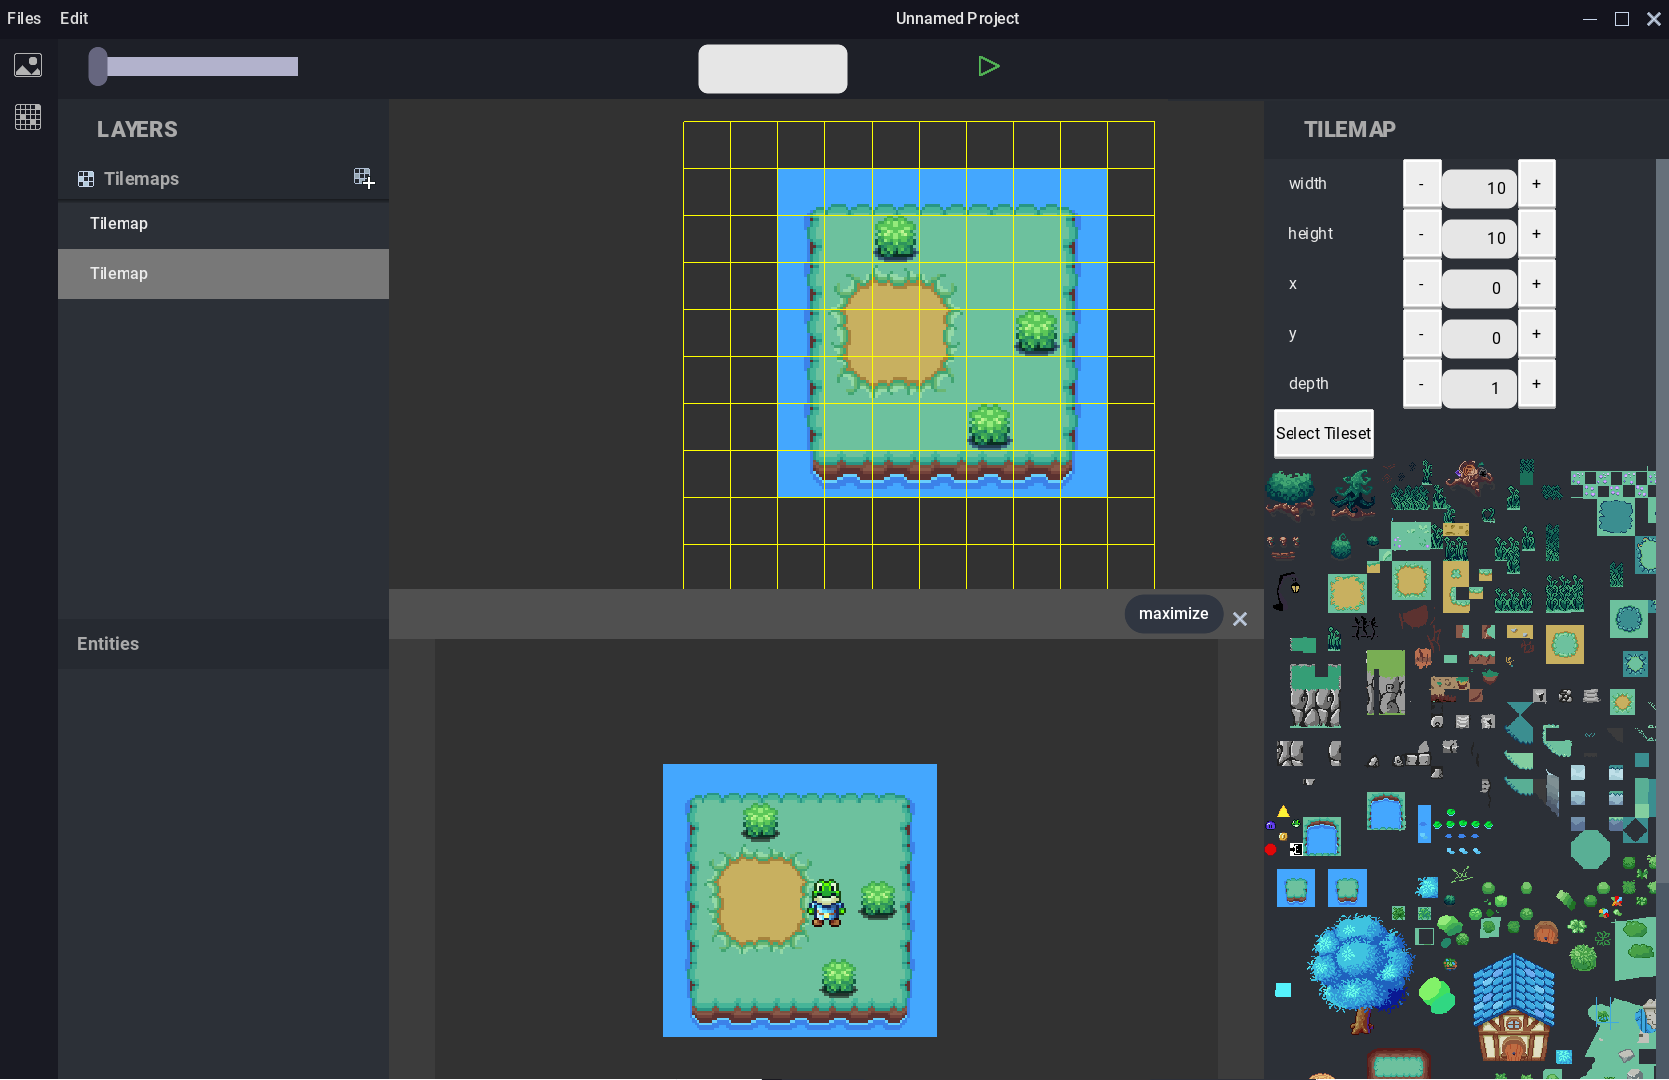 Files Edit Unnamed Project
LAYERS
Tilemaps
Tilemap
Tilemap
Entities
maximize
TILEMAP
width - 10 +
height - 10 +
x - 0 +
y - 0 +
depth - 1 +
Select Tileset